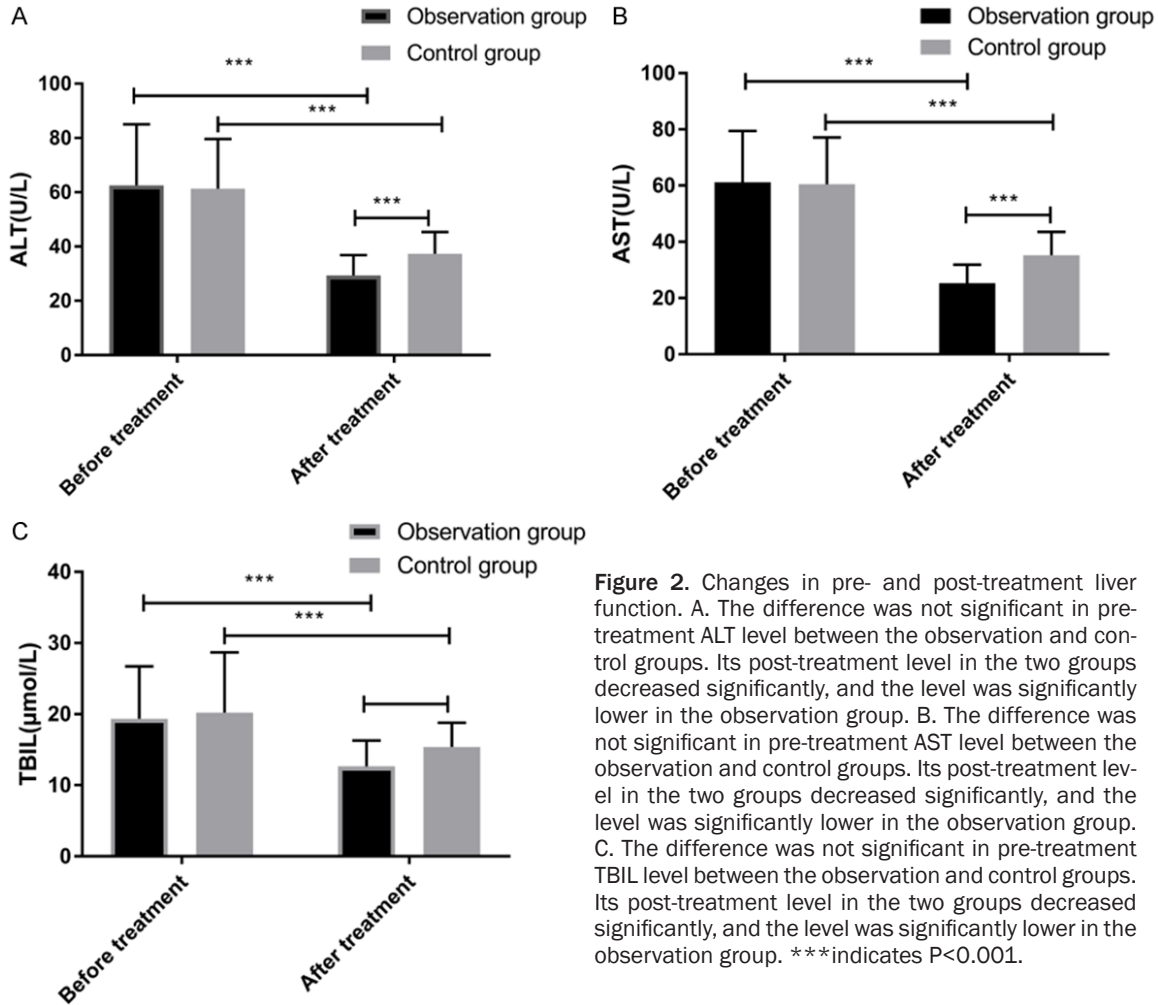 A
Observation group
Control group
***
***
***
100
80
60
40
20
0
ALT(U/L)
Before treatment
After treatment
B
Observation group
Control group
***
***
***
100
80
60
40
20
0
AST(U/L)
Before treatment
After treatment
C
Observation group
Control group
***
***
40
30
20
10
0
TBIL(μmol/L)
Before treatment
After treatment
Figure 2. Changes in pre- and post-treatment liver
function. A. The difference was not significant in pre-
treatment ALT level between the observation and con-
trol groups. Its post-treatment level in the two groups
decreased significantly, and the level was significantly
lower in the observation group. B. The difference was
not significant in pre-treatment AST level between the
observation and control groups. Its post-treatment lev-
el in the two groups decreased significantly, and the
level was significantly lower in the observation group.
C. The difference was not significant in pre-treatment
TBIL level between the observation and control groups.
Its post-treatment level in the two groups decreased
significantly, and the level was significantly lower in the
observation group. ***indicates P<0.001.